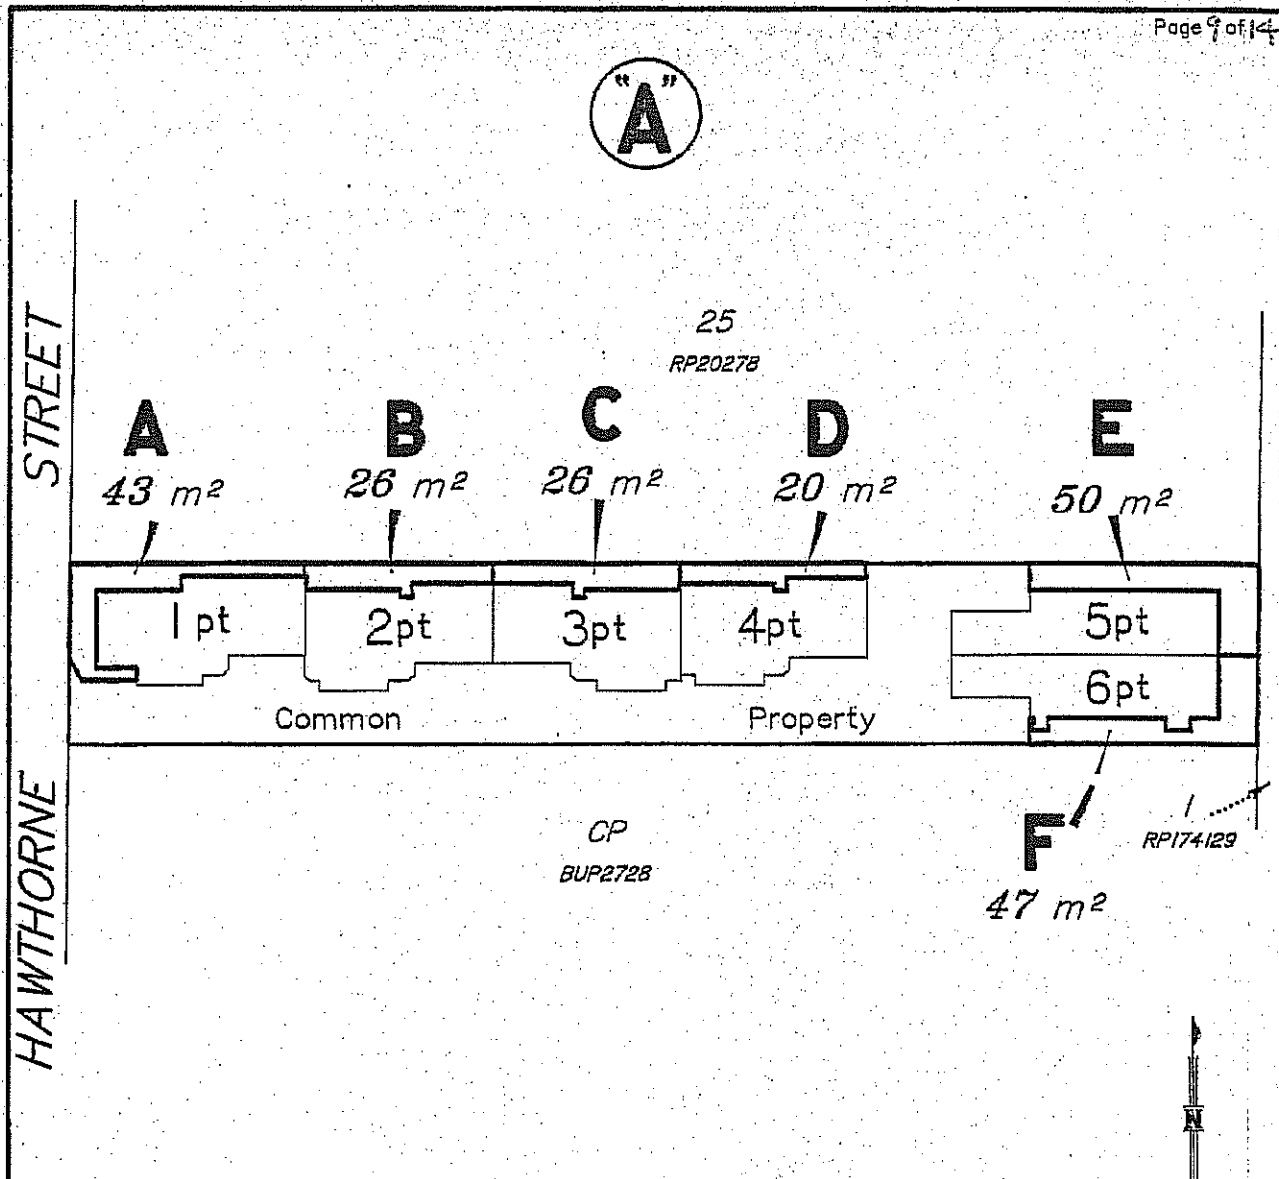 Page 9 of 14
"A"
25
RP20278
STREET
A
B
C
D
E
43 m²
26 m²
26 m²
20 m²
50 m²
1 pt
2pt
3pt
4pt
5pt
6pt
Common Property
HAWTHORNE
CP
BUP2728
F
47 m²
1
RP174129
N